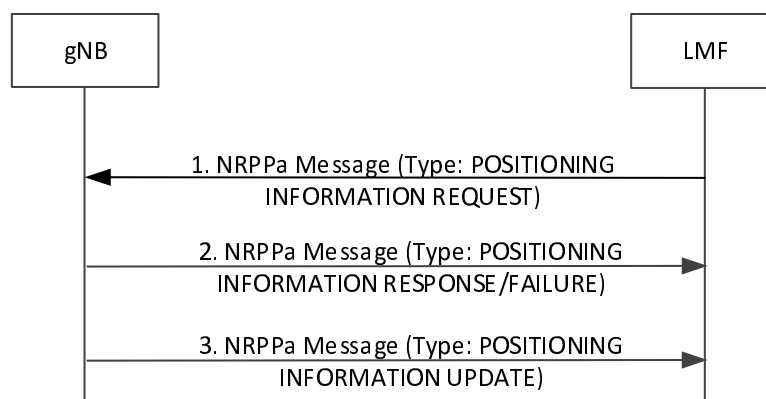 gNB
LMF
1. NRPPa Message (Type: POSITIONING
INFORMATION REQUEST)
2. NRPPa Message (Type: POSITIONING
INFORMATION RESPONSE/FAILURE)
3. NRPPa Message (Type: POSITIONING
INFORMATION UPDATE)